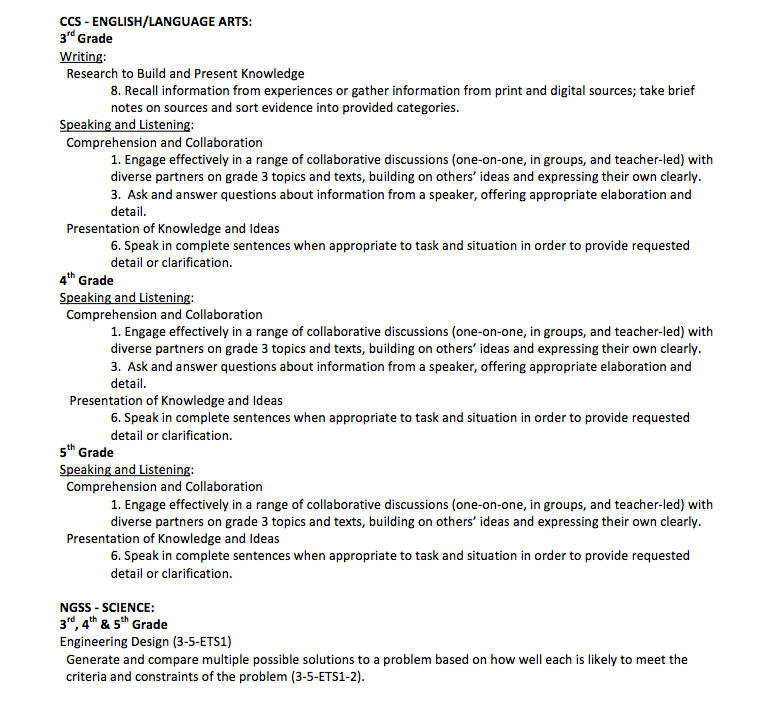 CCS - ENGLISH/LANGUAGE ARTS:
3rd Grade
Writing:
Research to Build and Present Knowledge
8. Recall information from experiences or gather information from print and digital sources; take brief
notes on sources and sort evidence into provided categories.
Speaking and Listening:
Comprehension and Collaboration
1. Engage effectively in a range of collaborative discussions (one-on-one, in groups, and teacher-led) with
diverse partners on grade 3 topics and texts, building on others' ideas and expressing their own clearly.
3. Ask and answer questions about information from a speaker, offering appropriate elaboration and
detail.
Presentation of Knowledge and Ideas
6. Speak in complete sentences when appropriate to task and situation in order to provide requested
detail or clarification.
4th Grade
Speaking and Listening:
Comprehension and Collaboration
1. Engage effectively in a range of collaborative discussions (one-on-one, in groups, and teacher-led) with
diverse partners on grade 3 topics and texts, building on others' ideas and expressing their own clearly.
3. Ask and answer questions about information from a speaker, offering appropriate elaboration and
detail.
Presentation of Knowledge and Ideas
6. Speak in complete sentences when appropriate to task and situation in order to provide requested
detail or clarification.
5th Grade
Speaking and Listening:
Comprehension and Collaboration
1. Engage effectively in a range of collaborative discussions (one-on-one, in groups, and teacher-led) with
diverse partners on grade 3 topics and texts, building on others' ideas and expressing their own clearly.
Presentation of Knowledge and Ideas
6. Speak in complete sentences when appropriate to task and situation in order to provide requested
detail or clarification.
NGSS - SCIENCE:
3rd, 4th & 5th Grade
Engineering Design (3-5-ETS1)
Generate and compare multiple possible solutions to a problem based on how well each is likely to meet the
criteria and constraints of the problem (3-5-ETS1-2).